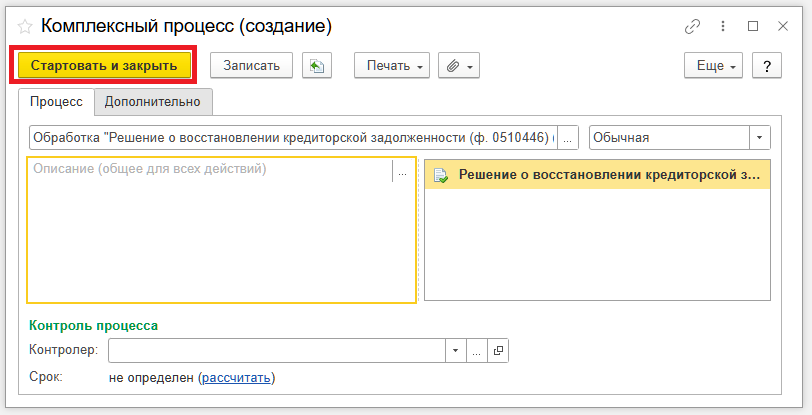 Комплексный процесс (создание)
Стартовать и закрыть Записать Печать Еще ?
Процесс Дополнительно
Обработка "Решение о восстановлении кредиторской задолженности (ф. 0510446) ... Обычная
Описание (общее для всех действий) ...
Решение о восстановлении кредиторской з...
Контроль процесса
Контролер: ...
Срок: не определен (рассчитать)